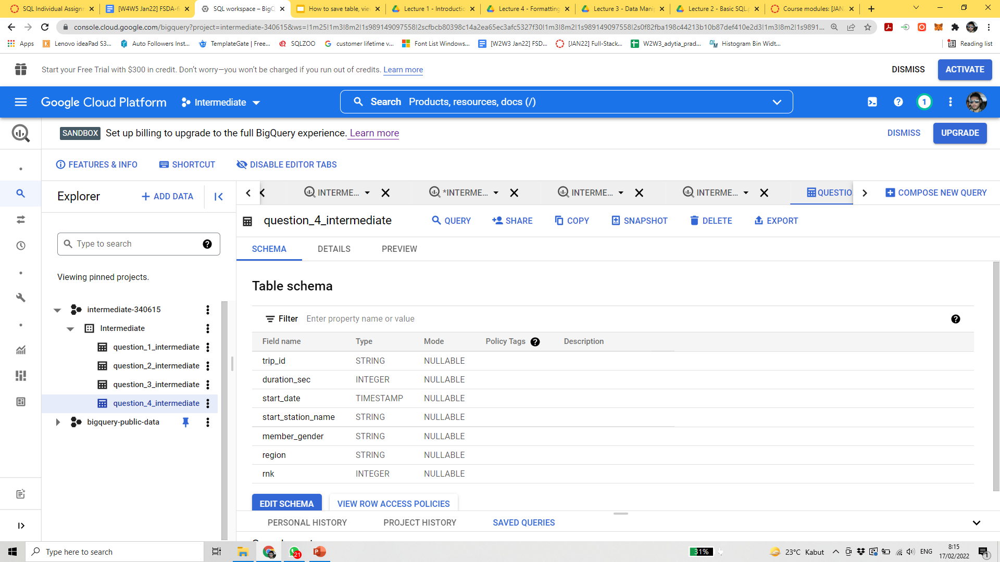 SQL Individual Assignm
[W4W5 Jan22] FSDA-fi
SQL workspace – BigQ
How to save table, vie
Lecture 1 - Introductio
Lecture 4 - Formatting
Lecture 3 - Data Mani
Lecture 2 - Basic SQL.p
Course modules: [JAN
console.cloud.google.com/bigquery?project=intermediate-340615&ws=!1m25!1m3!8m2!1s989149097558!2scfbcb80398c14a2ea65ec3afc5327f30!1m3!8m2!1s989149097558!2s0f82fba198c44213b10b87def410e2d3!1m3!8m2!1s9891...
Apps
Lenovo ideaPad S3...
Auto Followers Inst...
TemplateGate | Free...
SQLZOO
customer lifetime v...
Font List Windows...
[W2W3 Jan22] FSD...
[JAN22] Full-Stack...
W2W3_adytia_prad...
Histogram Bin Widt...
Reading list
Start your Free Trial with $300 in credit. Don't worry—you won't be charged if you run out of credits. Learn more
DISMISS
ACTIVATE
Google Cloud Platform
Intermediate
Search Products, resources, docs (/)
1
SANDBOX Set up billing to upgrade to the full BigQuery experience. Learn more
DISMISS
UPGRADE
FEATURES & INFO
SHORTCUT
DISABLE EDITOR TABS
Explorer
ADD DATA
INTERME...
*INTERME...
INTERME...
INTERME...
QUESTIO
COMPOSE NEW QUERY
question_4_intermediate
QUERY
SHARE
COPY
SNAPSHOT
DELETE
EXPORT
Type to search
SCHEMA
DETAILS
PREVIEW
Viewing pinned projects.
intermediate-340615
Intermediate
question_1_intermediate
question_2_intermediate
question_3_intermediate
question_4_intermediate
bigquery-public-data
Table schema
Filter Enter property name or value
Field name Type Mode Policy Tags Description
trip_id STRING NULLABLE
duration_sec INTEGER NULLABLE
start_date TIMESTAMP NULLABLE
start_station_name STRING NULLABLE
member_gender STRING NULLABLE
region STRING NULLABLE
rnk INTEGER NULLABLE
EDIT SCHEMA
VIEW ROW ACCESS POLICIES
PERSONAL HISTORY
PROJECT HISTORY
SAVED QUERIES
Type here to search
21
31%
23°C Kabut
ENG
8:15
17/02/2022
1